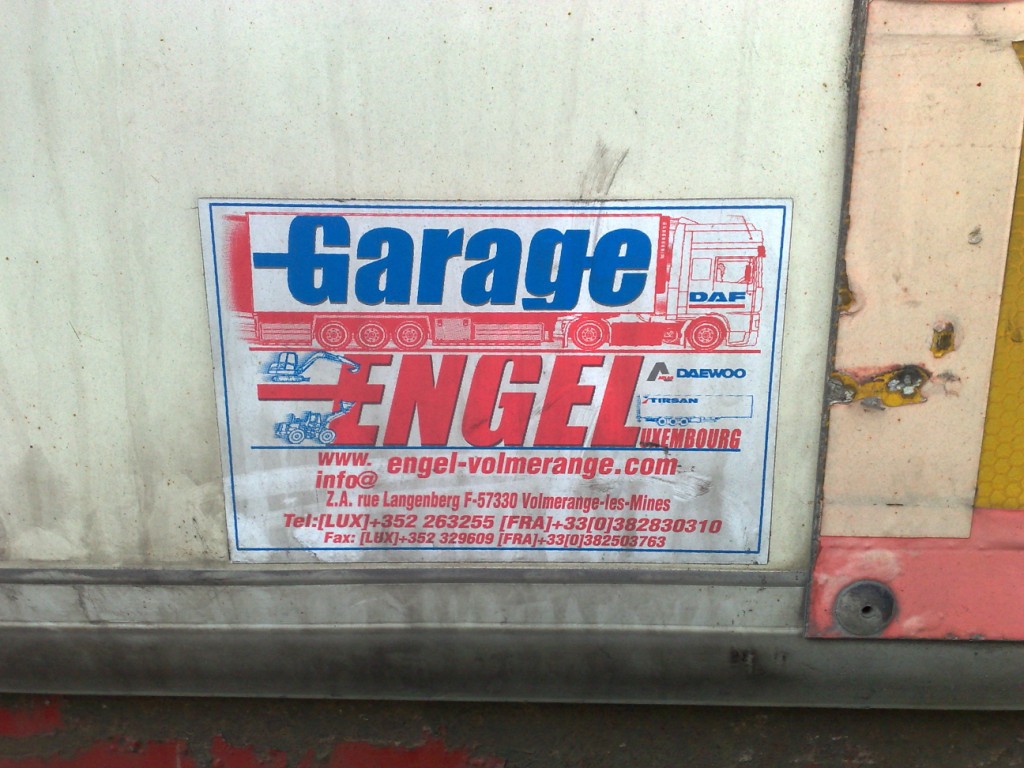 Garage
DAF
ENGEL
DAEWOO
TIRSAN
LUXEMBOURG
www. engel-volmerange.com
info@
Z.A. rue Langenberg F-57330 Volmerange-les-Mines
Tel:[LUX]+352 263255 [FRA]+33[0]382830310
Fax: [LUX]+352 329609 [FRA]+33[0]382503763